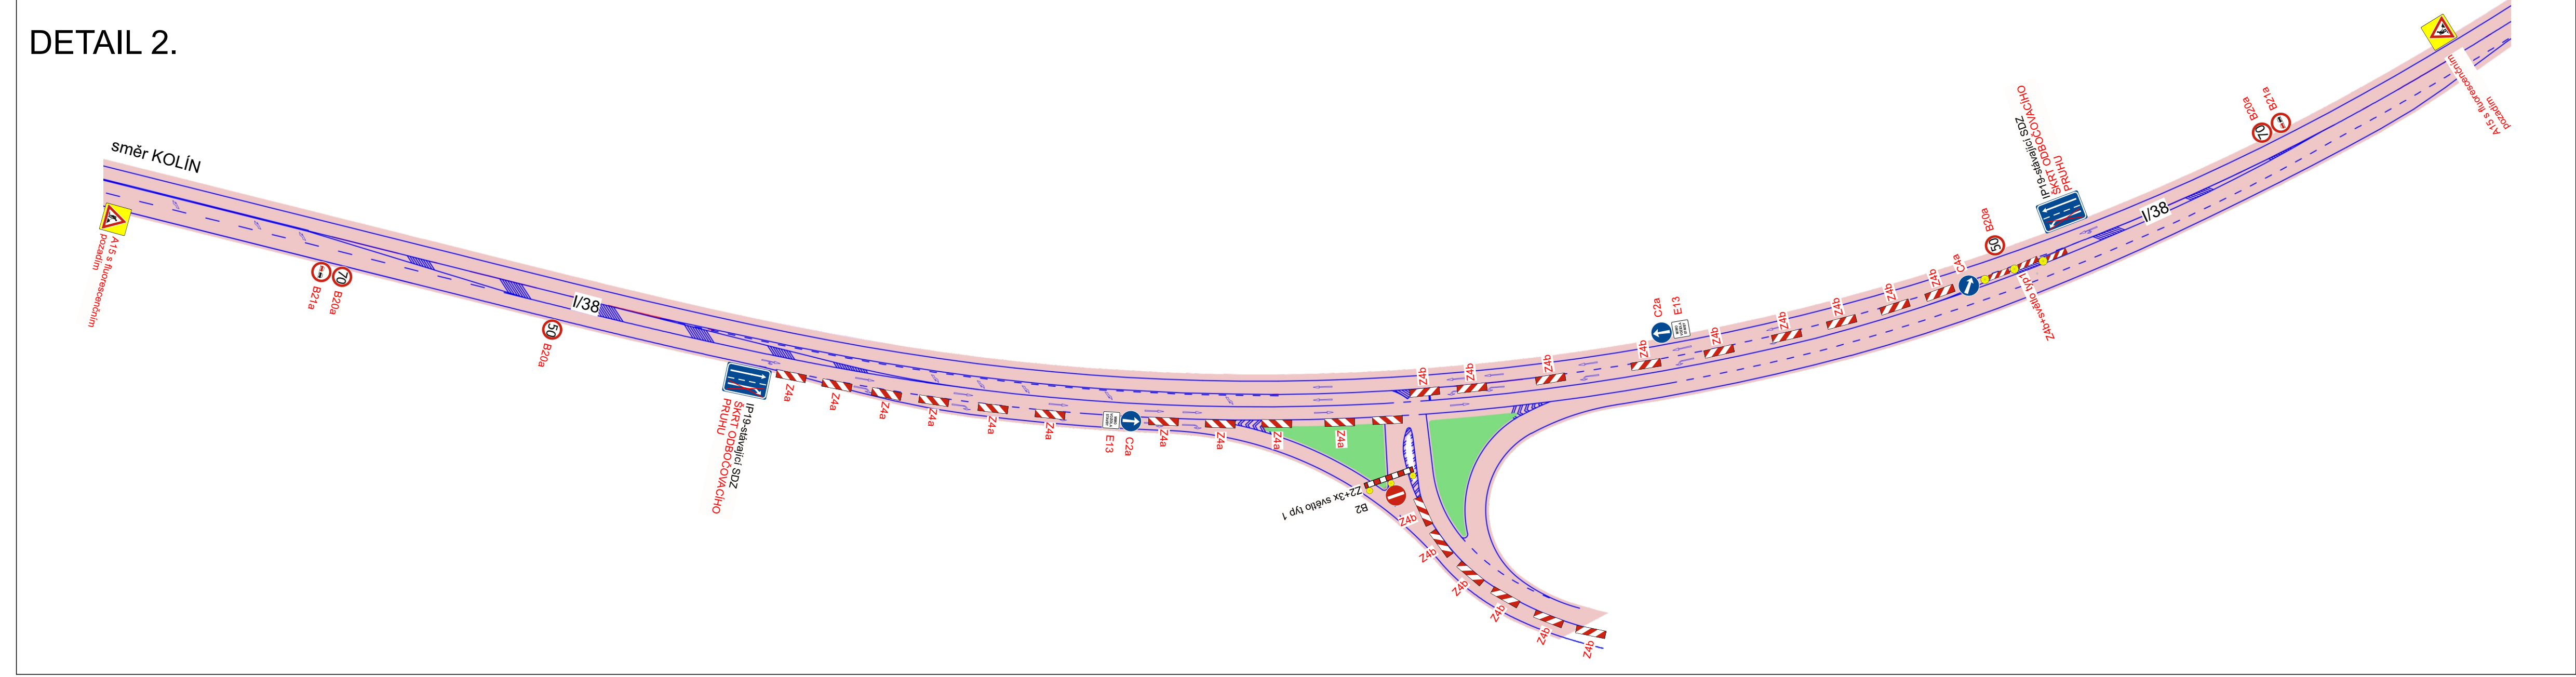 DETAIL 2.
směr KOLÍN
A15 s fluorescenčním
pozadím
B21a
70
B20a
I/38
50
B20a
IP19-stávající SDZ
ŠKRT ODBOČOVACÍHO
PRUHU
Z4a
Z4a
Z4a
Z4a
Z4a
Z4a
E13
C2a
Z4a
Z4a
Z4a
Z4a
Z2+3x světlo typ 1
B2
Z4b
Z4b
Z4b
Z4b
Z4b
Z4b
Z4b
Z4b
Z4b
Z4b
C2a
E13
Z4b
Z4b
Z4b
Z4b
Z4b
C4a
Z4b+světlo typ1
B20a
50
IP19-stávající SDZ
ŠKRT ODBOČOVACÍHO
PRUHU
I/38
B20a
70
B21a
A15 s fluorescenčním
pozadím